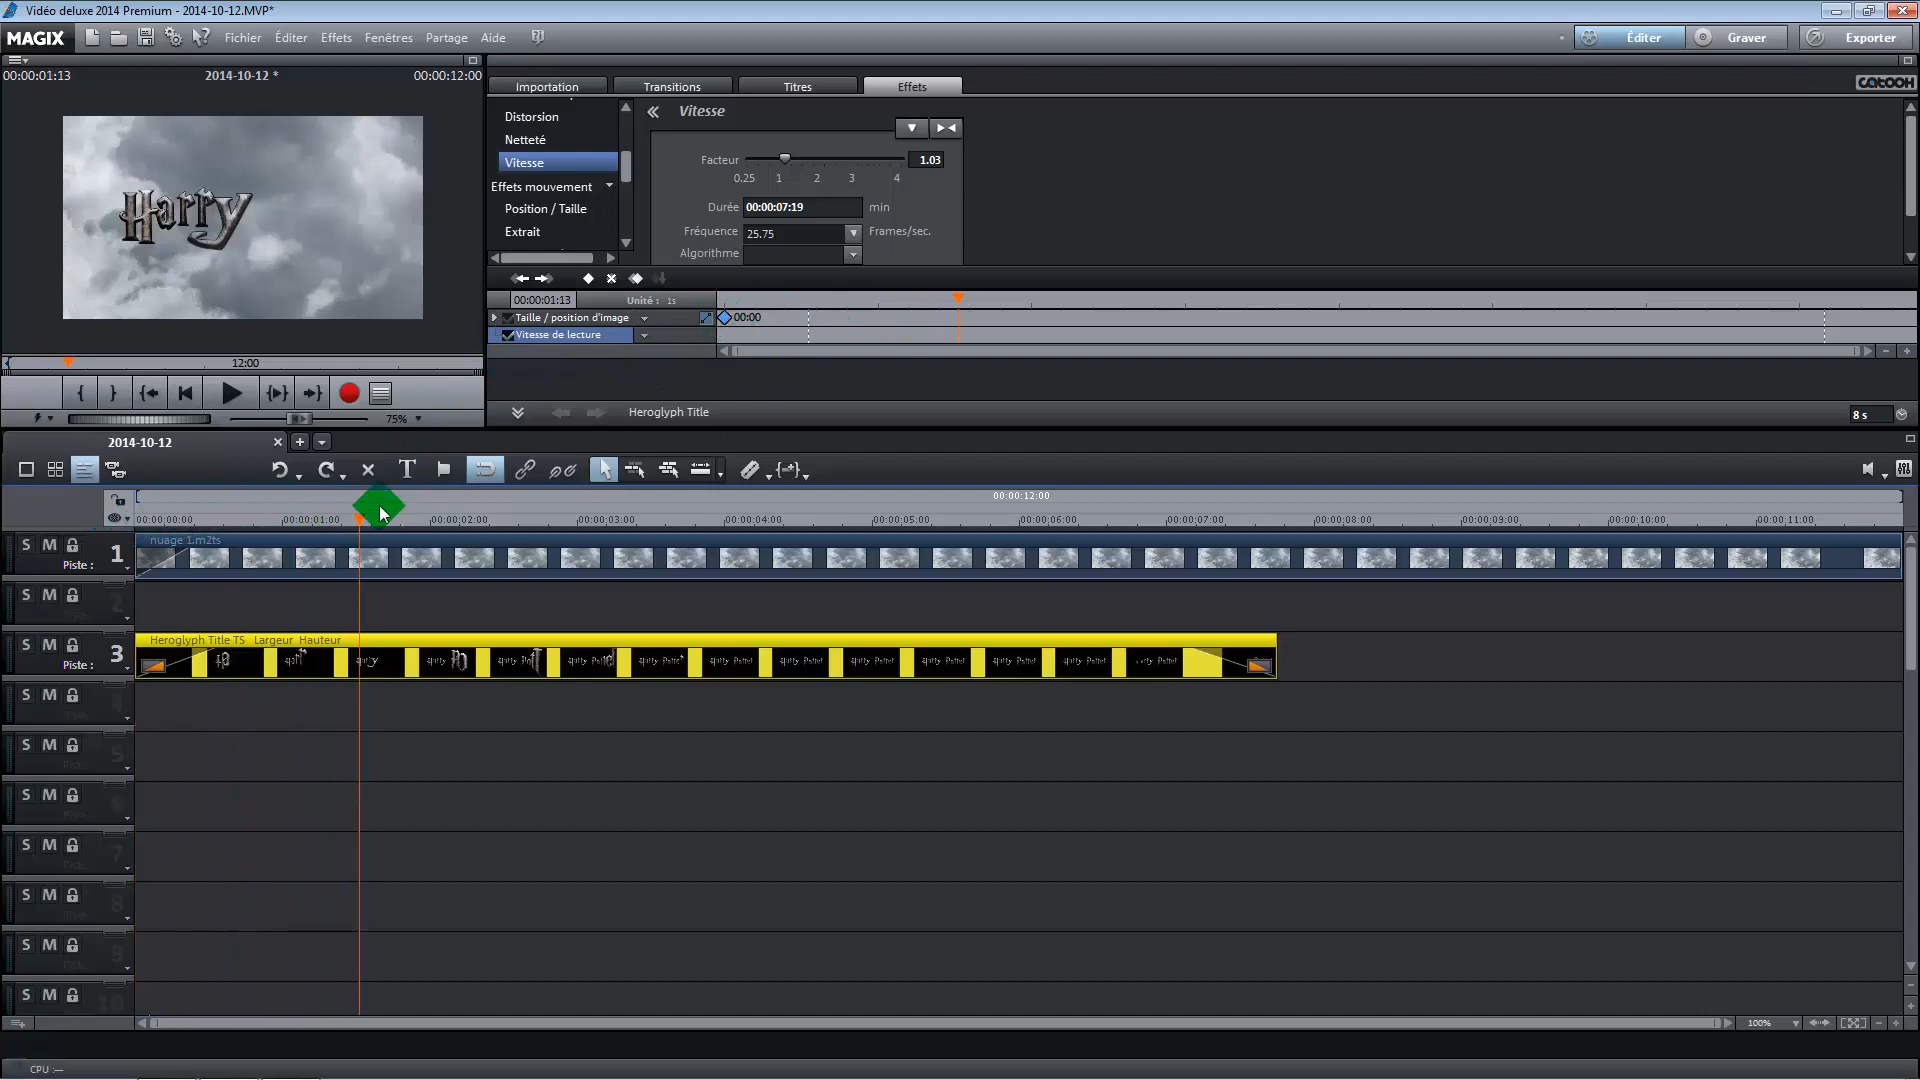 Vidéo deluxe 2014 Premium - 2014-10-12.MVP*
MAGIX Fichier Éditer Effets Fenêtres Partage Aide Éditer Graver Exporter
00:00:01:13 2014-10-12 * 00:00:12:00
Importation Transitions Titres Effets catooh
Harry
Distorsion
Netteté
Vitesse
Effets mouvement
Position / Taille
Extrait
Vitesse
Facteur 1.03
0.25 1 2 3 4
Durée 00:00:07:19 min
Fréquence 25.75 Frames/sec.
Algorithme
00:00:01:13 Unité : 1s
Taille / position d'image 00:00
Vitesse de lecture
12:00
75%
Heroglyph Title 8 s
2014-10-12
00:00:12:00
00:00:00:00 00:00:01:00 00:00:02:00 00:00:03:00 00:00:04:00 00:00:05:00 00:00:06:00 00:00:07:00 00:00:08:00 00:00:09:00 00:00:10:00 00:00:11:00
S M nuage 1.m2ts
Piste : 1
S M 2
S M Heroglyph Title TS Largeur Hauteur
Piste : 3
S M 4
S M 5
S M 6
S M 7
S M 8
S M 9
S M 10
100%
CPU : —